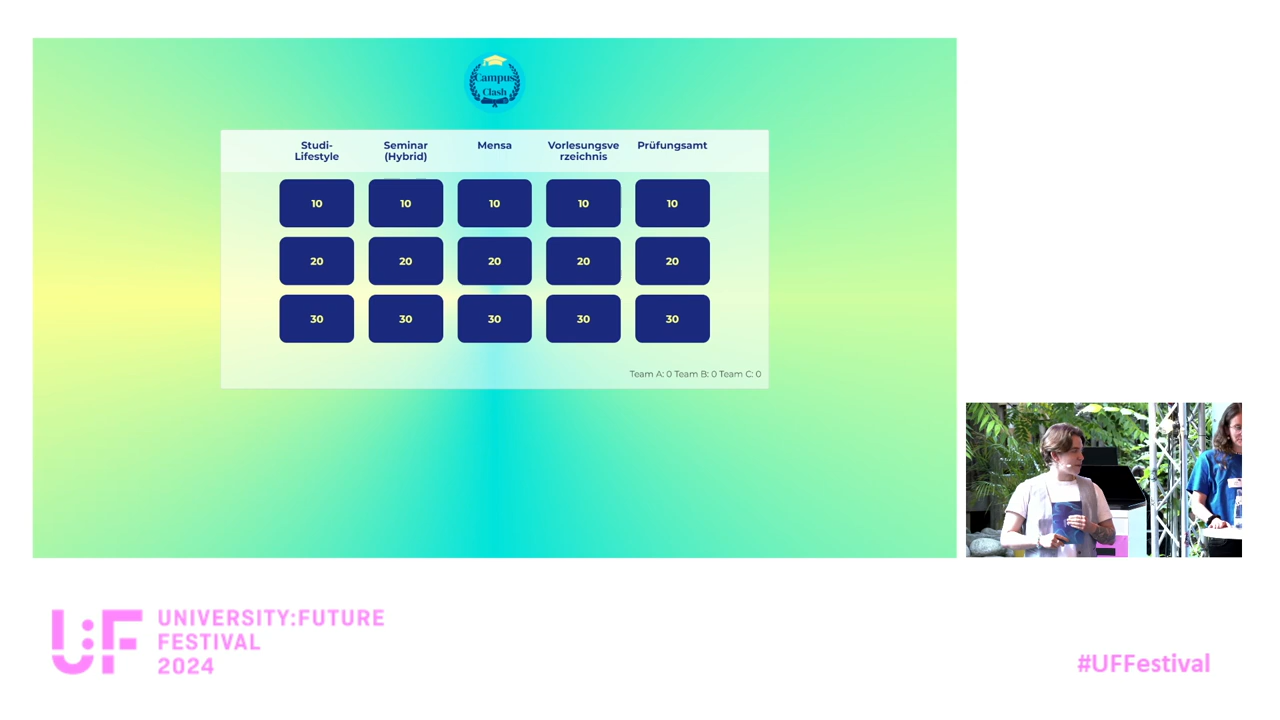 Campus
Clash
Studi-
Lifestyle
Seminar
(Hybrid)
Mensa
Vorlesungsve
rzeichnis
Prüfungsamt
10 10 10 10 10
20 20 20 20 20
30 30 30 30 30
Team A: 0 Team B: 0 Team C: 0
U:F
UNIVERSITY:FUTURE
FESTIVAL
2024
#UFFestival